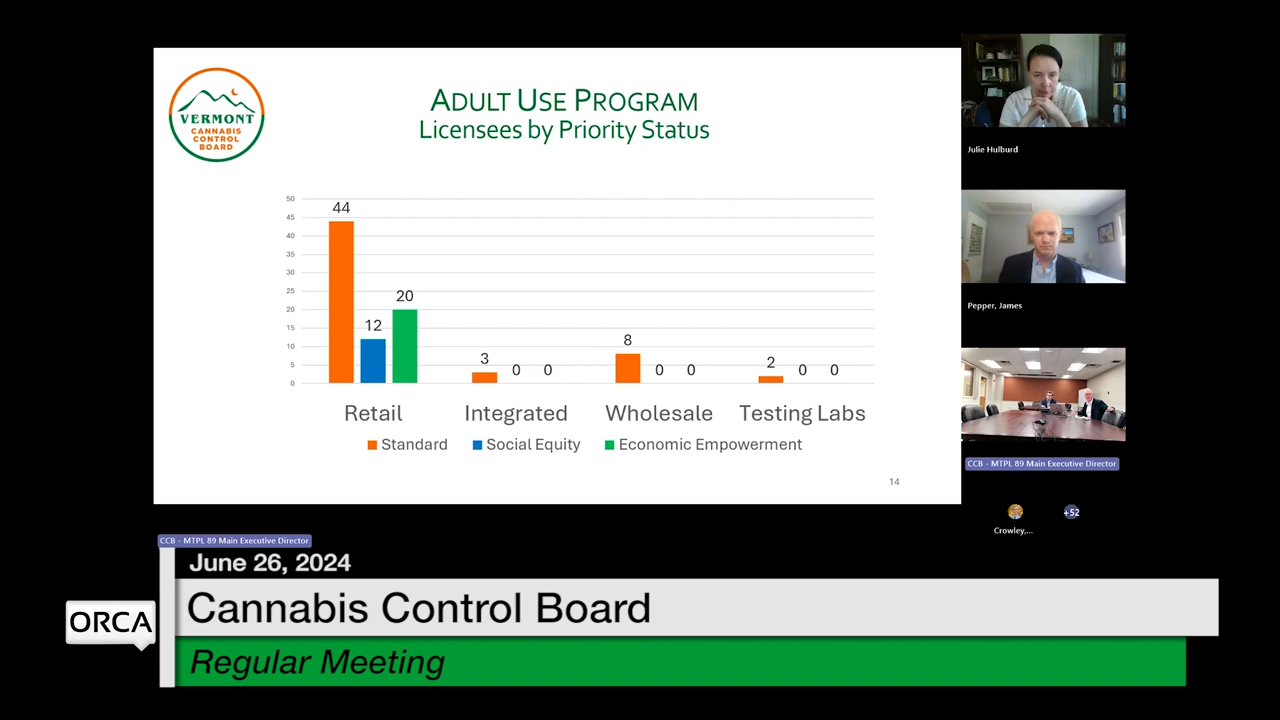 VERMONT
CANNABIS
CONTROL
BOARD
ADULT USE PROGRAM
Licensees by Priority Status
50
45
40
35
30
25
20
15
10
5
0
44
12
20
3
0
0
8
0
0
2
0
0
Retail
Integrated
Wholesale
Testing Labs
Standard
Social Equity
Economic Empowerment
14
Julie Hulburd
Pepper, James
CCB - MTPL 89 Main Executive Director
Crowley,...
+52
CCB - MTPL 89 Main Executive Director
June 26, 2024
ORCA
Cannabis Control Board
Regular Meeting